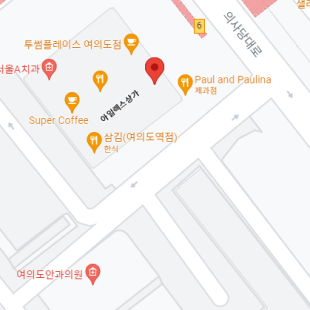 샐
6
의사당대로
투썸플레이스 여의도점
서울A치과
Paul and Paulina
제과점
아일렉스상가
Super Coffee
삼김(여의도역점)
한식
여의도안과의원